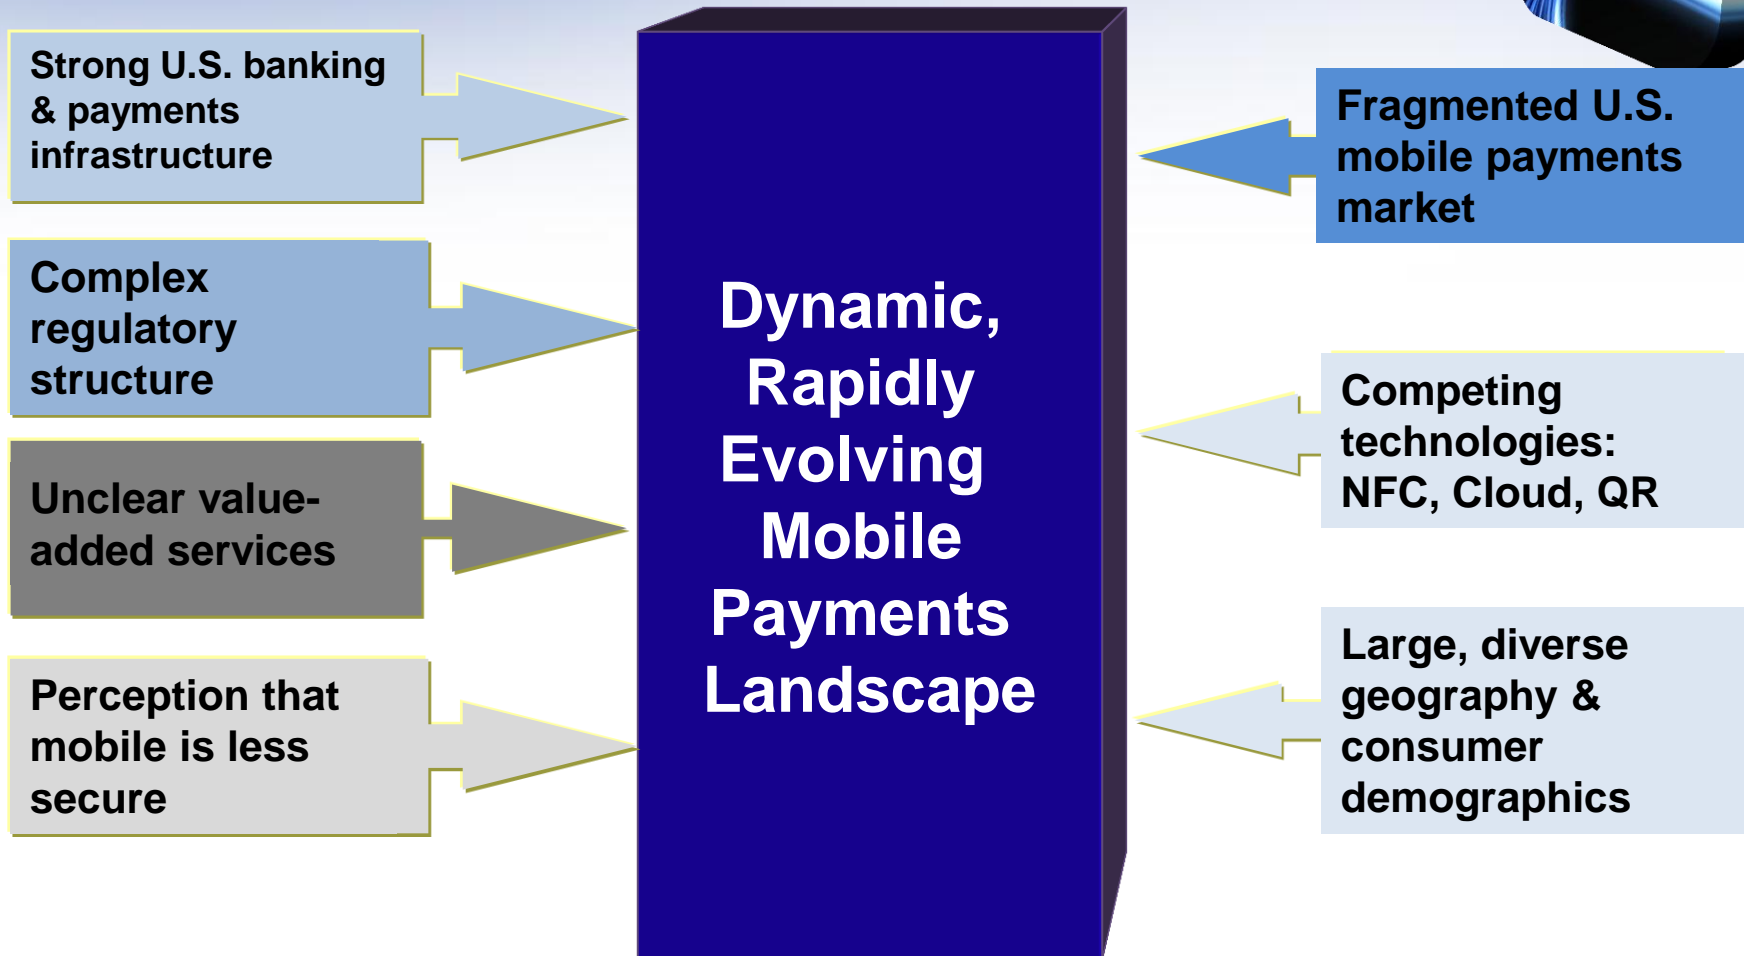 Strong U.S. banking
& payments
infrastructure
Complex
regulatory
structure
Unclear value-
added services
Perception that
mobile is less
secure
Dynamic,
Rapidly
Evolving
Mobile
Payments
Landscape
Fragmented U.S.
mobile payments
market
Competing
technologies:
NFC, Cloud, QR
Large, diverse
geography &
consumer
demographics